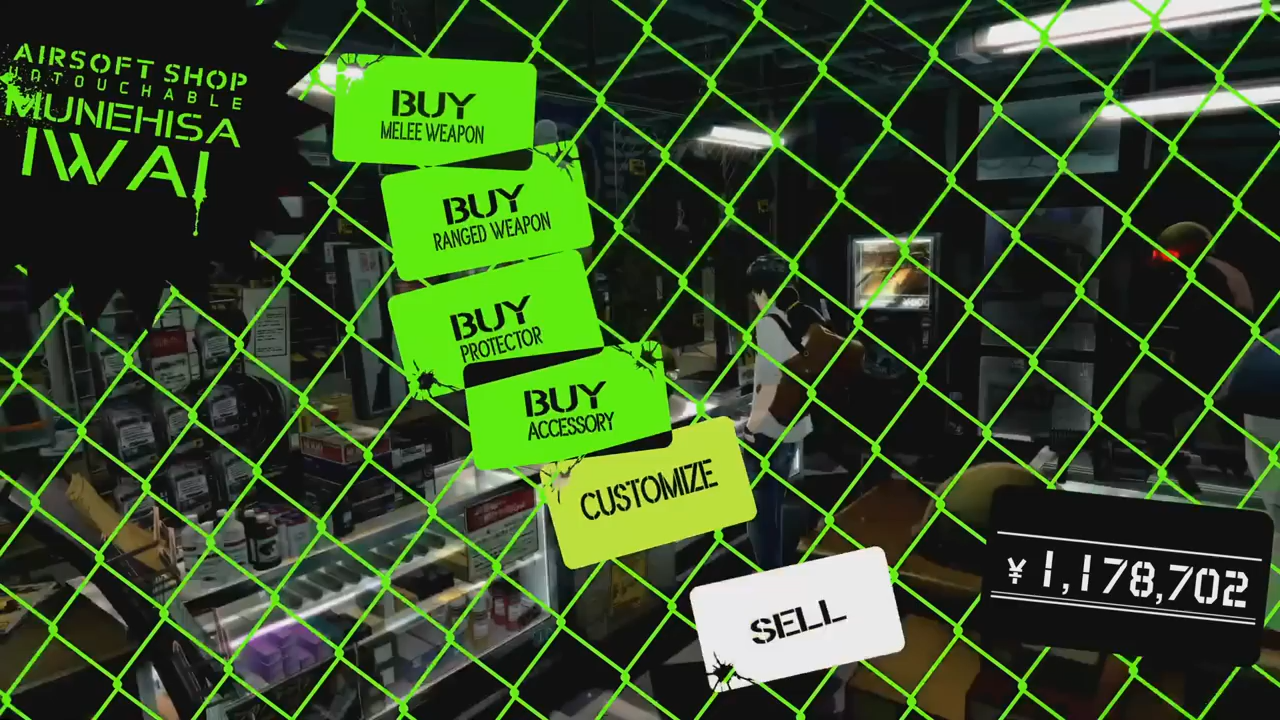 AIRSOFT SHOP
UNTOUCHABLE
MUNEHISA
IWAI
BUY
MELEE WEAPON
BUY
RANGED WEAPON
BUY
PROTECTOR
BUY
ACCESSORY
CUSTOMIZE
SELL
¥1,178,702